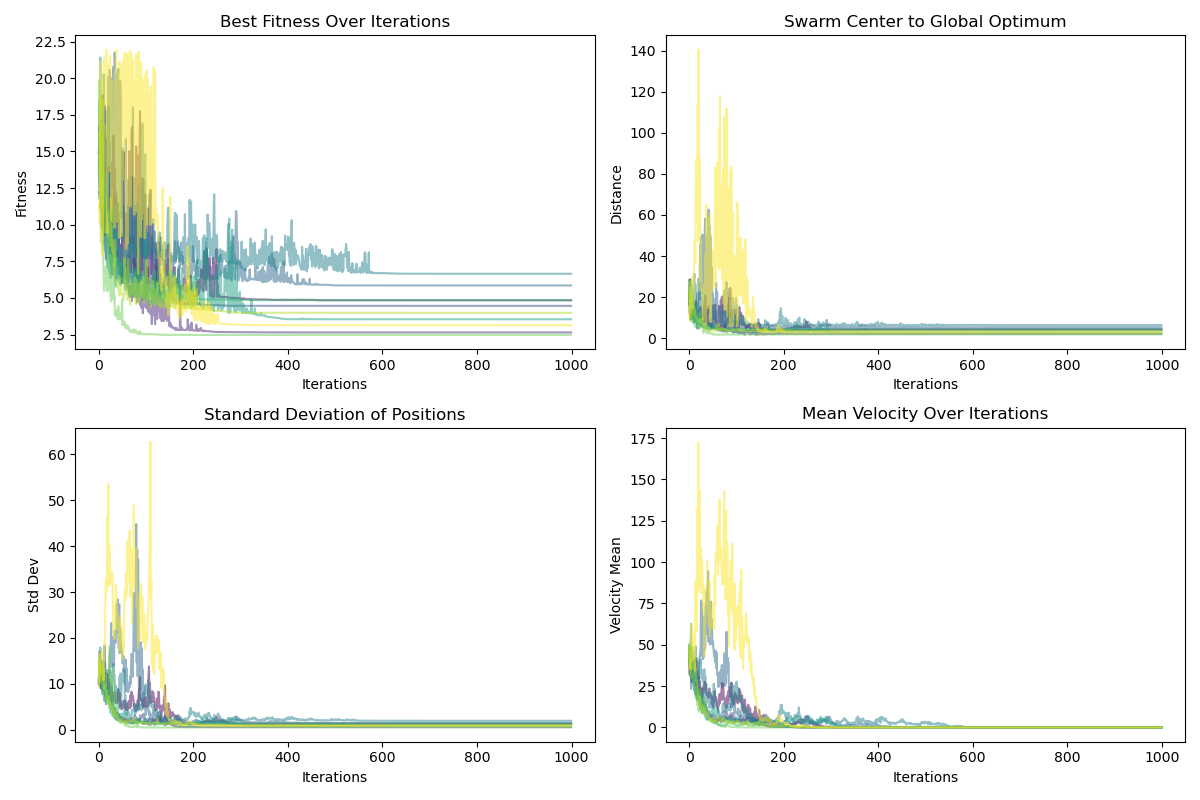 Best Fitness Over Iterations
Fitness
22.5
20.0
17.5
15.0
12.5
10.0
7.5
5.0
2.5
0 200 400 600 800 1000
Iterations
Swarm Center to Global Optimum
Distance
140
120
100
80
60
40
20
0
0 200 400 600 800 1000
Iterations
Standard Deviation of Positions
Std Dev
60
50
40
30
20
10
0
0 200 400 600 800 1000
Iterations
Mean Velocity Over Iterations
Velocity Mean
175
150
125
100
75
50
25
0
0 200 400 600 800 1000
Iterations